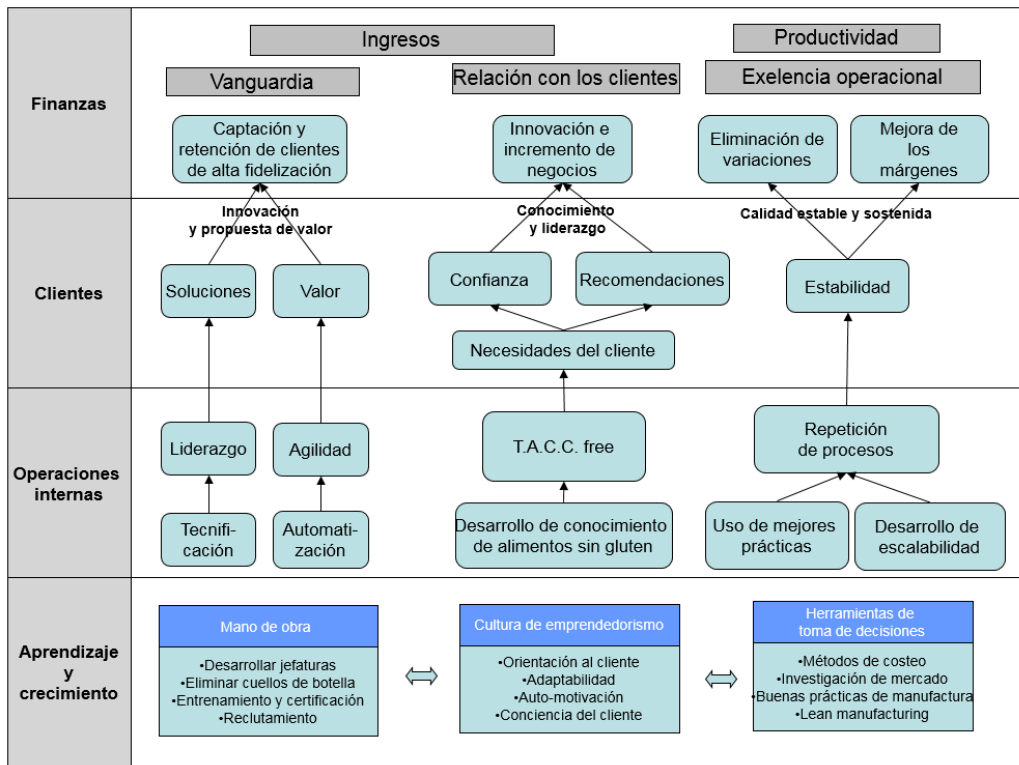 Finanzas
Ingresos
Productividad
Vanguardia
Relación con los clientes
Exelencia operacional
Captación y
retención de clientes
de alta fidelización
Innovación e
incremento de
negocios
Eliminación de
variaciones
Mejora de
los
márgenes
Clientes
Innovación
y propuesta de valor
Conocimiento
y liderazgo
Calidad estable y sostenida
Soluciones
Valor
Confianza
Recomendaciones
Estabilidad
Necesidades del cliente
Operaciones
internas
Liderazgo
Agilidad
T.A.C.C. free
Repetición
de procesos
Tecnifi-
cación
Automati-
zación
Desarrollo de conocimiento
de alimentos sin gluten
Uso de mejores
prácticas
Desarrollo de
escalabilidad
Aprendizaje
y
crecimiento
Mano de obra
•Desarrollar jefaturas
•Eliminar cuellos de botella
•Entrenamiento y certificación
•Reclutamiento
Cultura de emprendedorismo
•Orientación al cliente
•Adaptabilidad
•Auto-motivación
•Conciencia del cliente
Herramientas de
toma de decisiones
•Métodos de costeo
•Investigación de mercado
•Buenas prácticas de manufactura
•Lean manufacturing